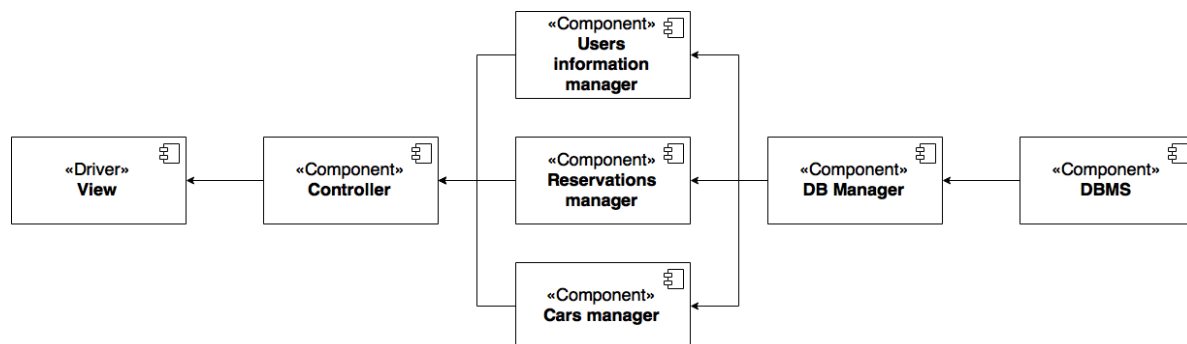 «Component»
Users
information
manager
«Driver»
View
«Component»
Controller
«Component»
Reservations
manager
«Component»
DB Manager
«Component»
DBMS
«Component»
Cars manager